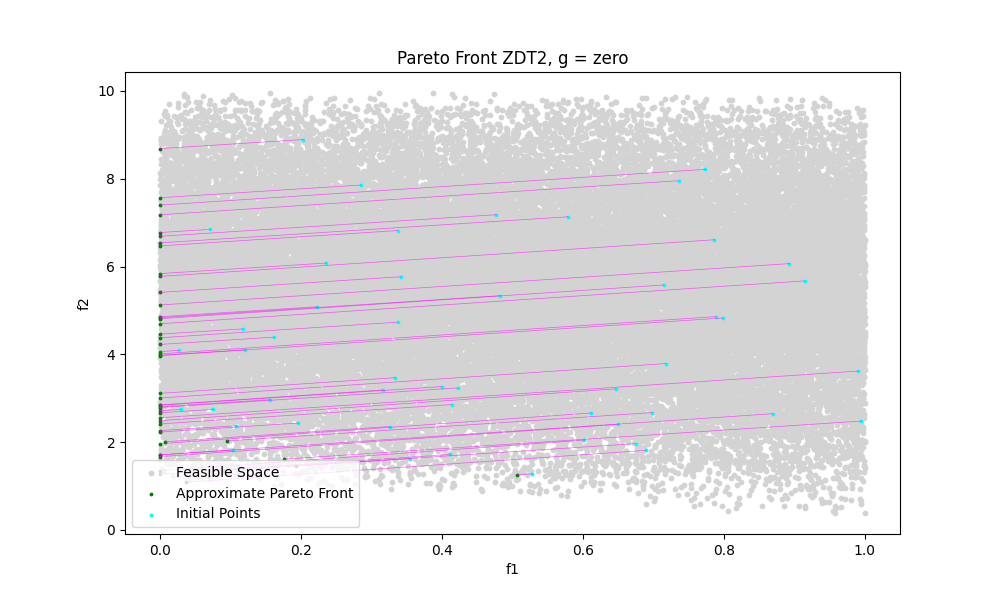 Pareto Front ZDT2, g = zero
10
8
6
4
2
0
f2
Feasible Space
Approximate Pareto Front
Initial Points
0.0 0.2 0.4 0.6 0.8 1.0
f1